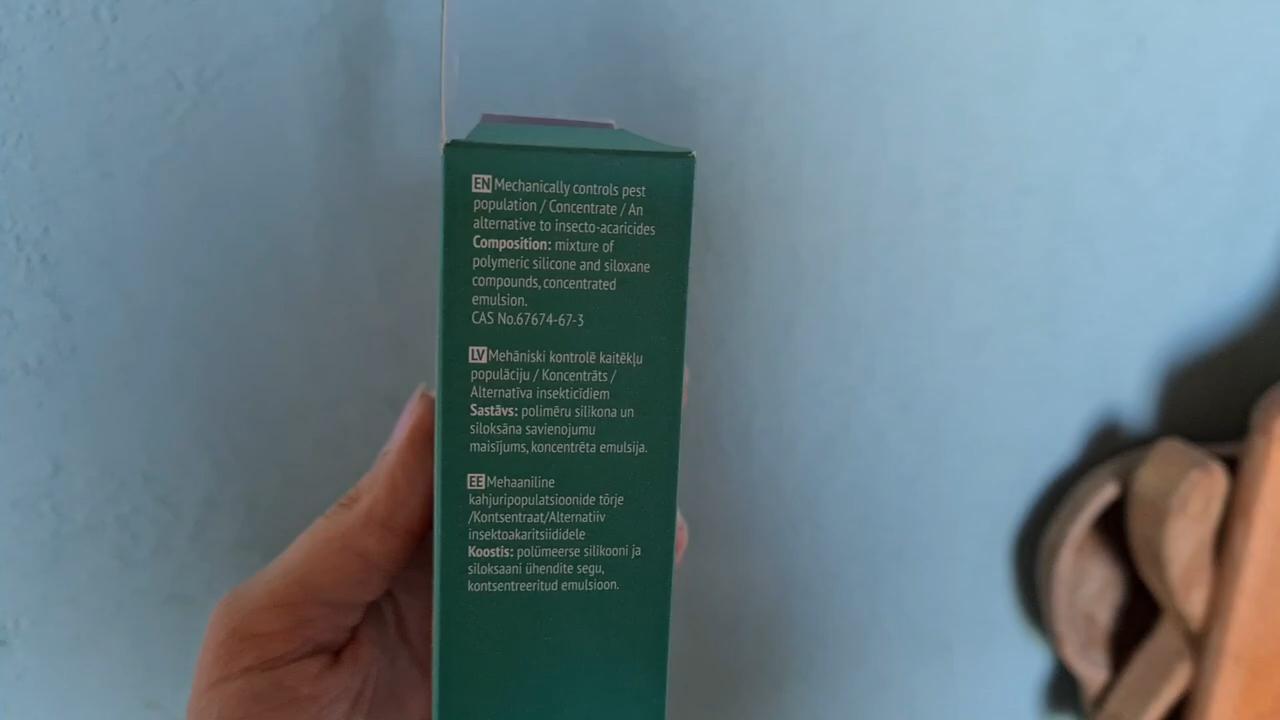 EN Mechanically controls pest
population / Concentrate / An
alternative to insecto-acaricides
Composition: mixture of
polymeric silicone and siloxane
compounds, concentrated
emulsion.
CAS No.67674-67-3
LV Mehāniski kontrolē kaitēkļu
populāciju / Koncentrāts /
Alternatīva insekticīdiem
Sastāvs: polimēru silikona un
siloksāna savienojumu
maisījums, koncentrēta emulsija.
EE Mehaaniline
kahjuripopulatsioonide tõrje
/Kontsentraat/Alternatiiv
insektoakaritsiididele
Koostis: polümeerse silikooni ja
siloksaani ühendite segu,
kontsentreeritud emulsioon.